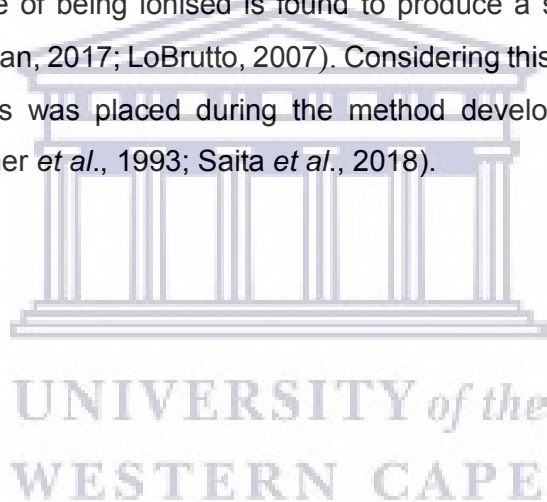 e of being ionised is found to produce a s
an, 2017; LoBrutto, 2007). Considering this
s was placed during the method develo
er et al., 1993; Saita et al., 2018).
UNIVERSITY of the
WESTERN CAPE